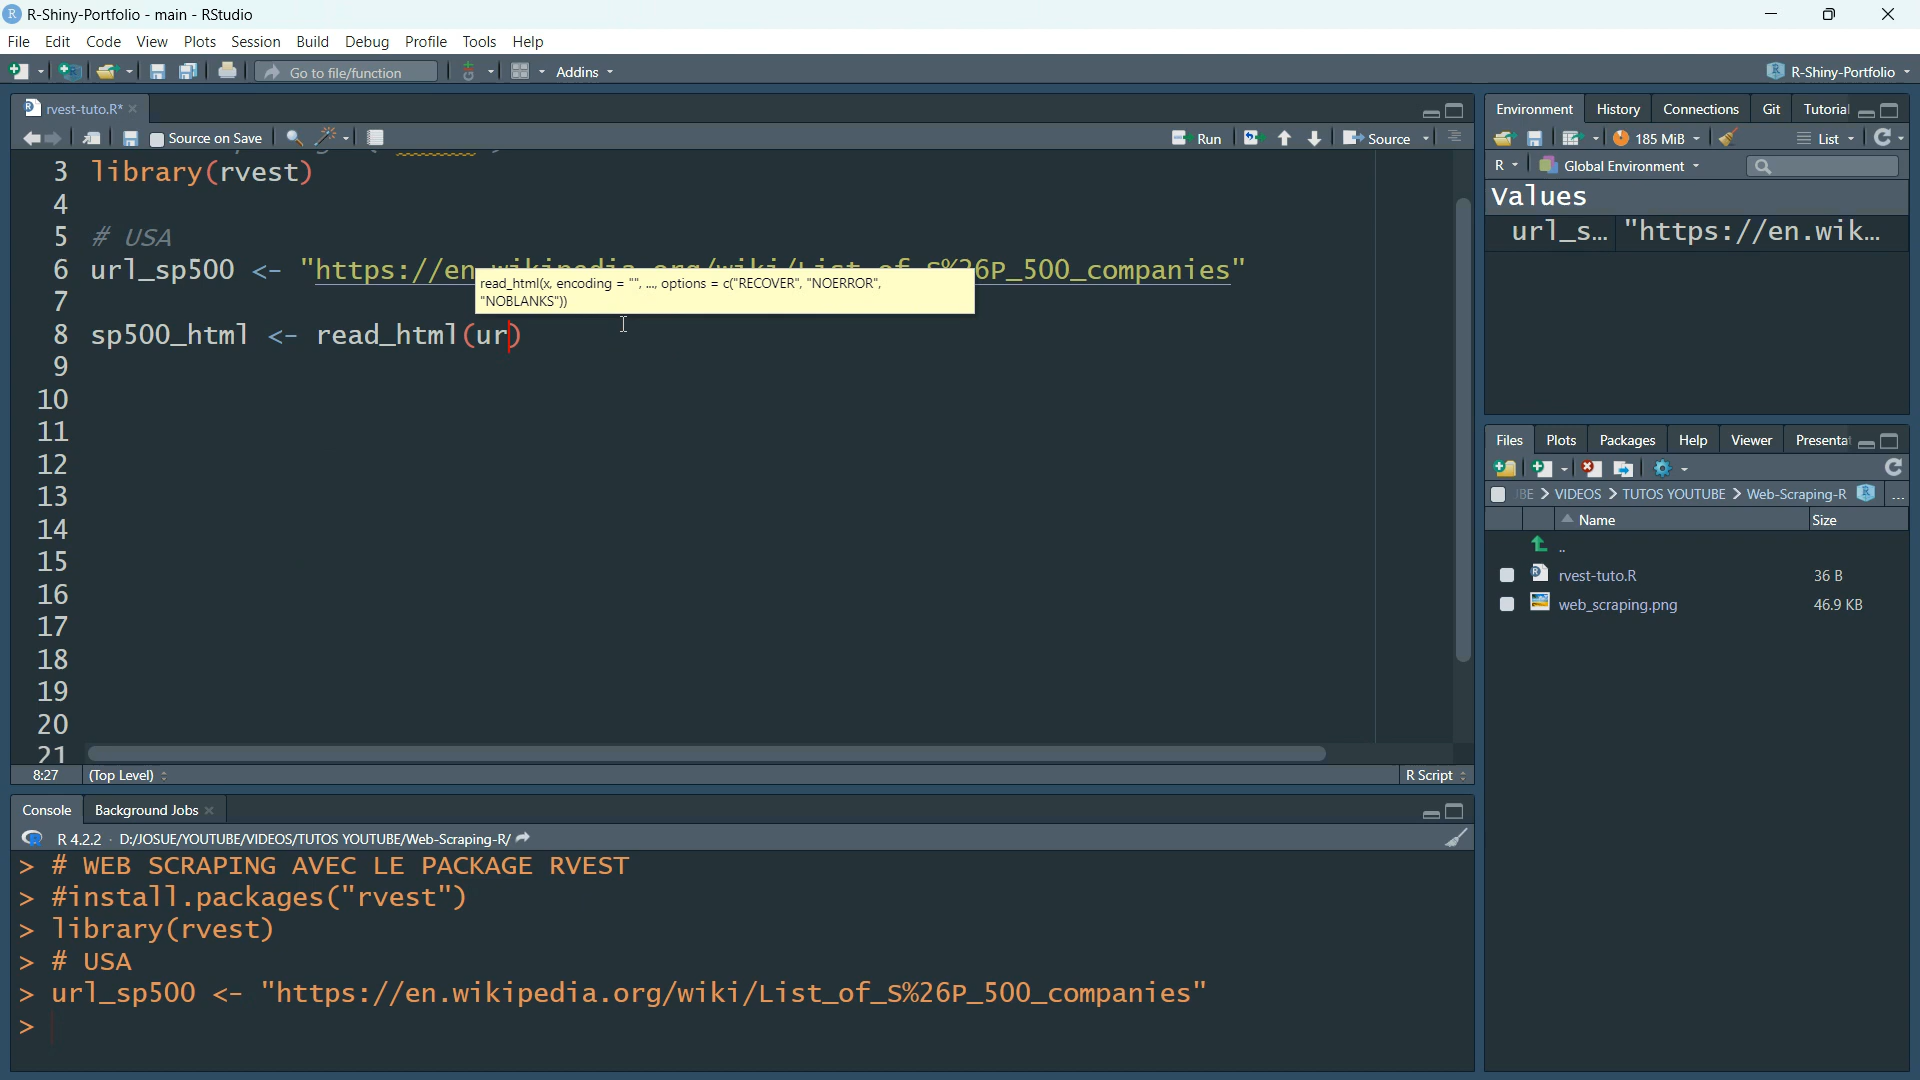 R-Shiny-Portfolio - main - RStudio
File Edit Code View Plots Session Build Debug Profile Tools Help
Go to file/function Addins R-Shiny-Portfolio
rvest-tuto.R*
Source on Save Run Source
3 library(rvest)
4
5 # USA
6 url_sp500 <- "https://en.wikipedia.org/wiki/List_of_S%26P_500_companies"
read_html(x, encoding = "", ..., options = c("RECOVER", "NOERROR",
"NOBLANKS"))
7
8 sp500_html <- read_html(ur)
9
10
11
12
13
14
15
16
17
18
19
20
21
8:27 (Top Level) R Script
Console Background Jobs
R 4.2.2 · D:/JOSUE/YOUTUBE/VIDEOS/TUTOS YOUTUBE/Web-Scraping-R/
> # WEB SCRAPING AVEC LE PACKAGE RVEST
> #install.packages("rvest")
> library(rvest)
> # USA
> url_sp500 <- "https://en.wikipedia.org/wiki/List_of_S%26P_500_companies"
>
Environment History Connections Git Tutorial
185 MiB List
R Global Environment
Values
url_s... "https://en.wik...
Files Plots Packages Help Viewer Presentat
BE > VIDEOS > TUTOS YOUTUBE > Web-Scraping-R ...
Name Size
..
rvest-tuto.R 36 B
web_scraping.png 46.9 KB